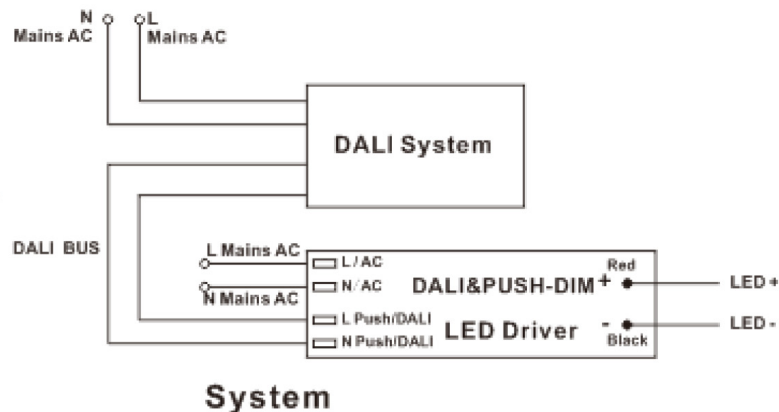 N
L
Mains AC
Mains AC
DALI System
DALI BUS
L Mains AC
N Mains AC
L/AC
N/AC
L Push/DALI
N Push/DALI
DALI&PUSH-DIM
LED Driver
Red
+
-
Black
LED+
LED-
System